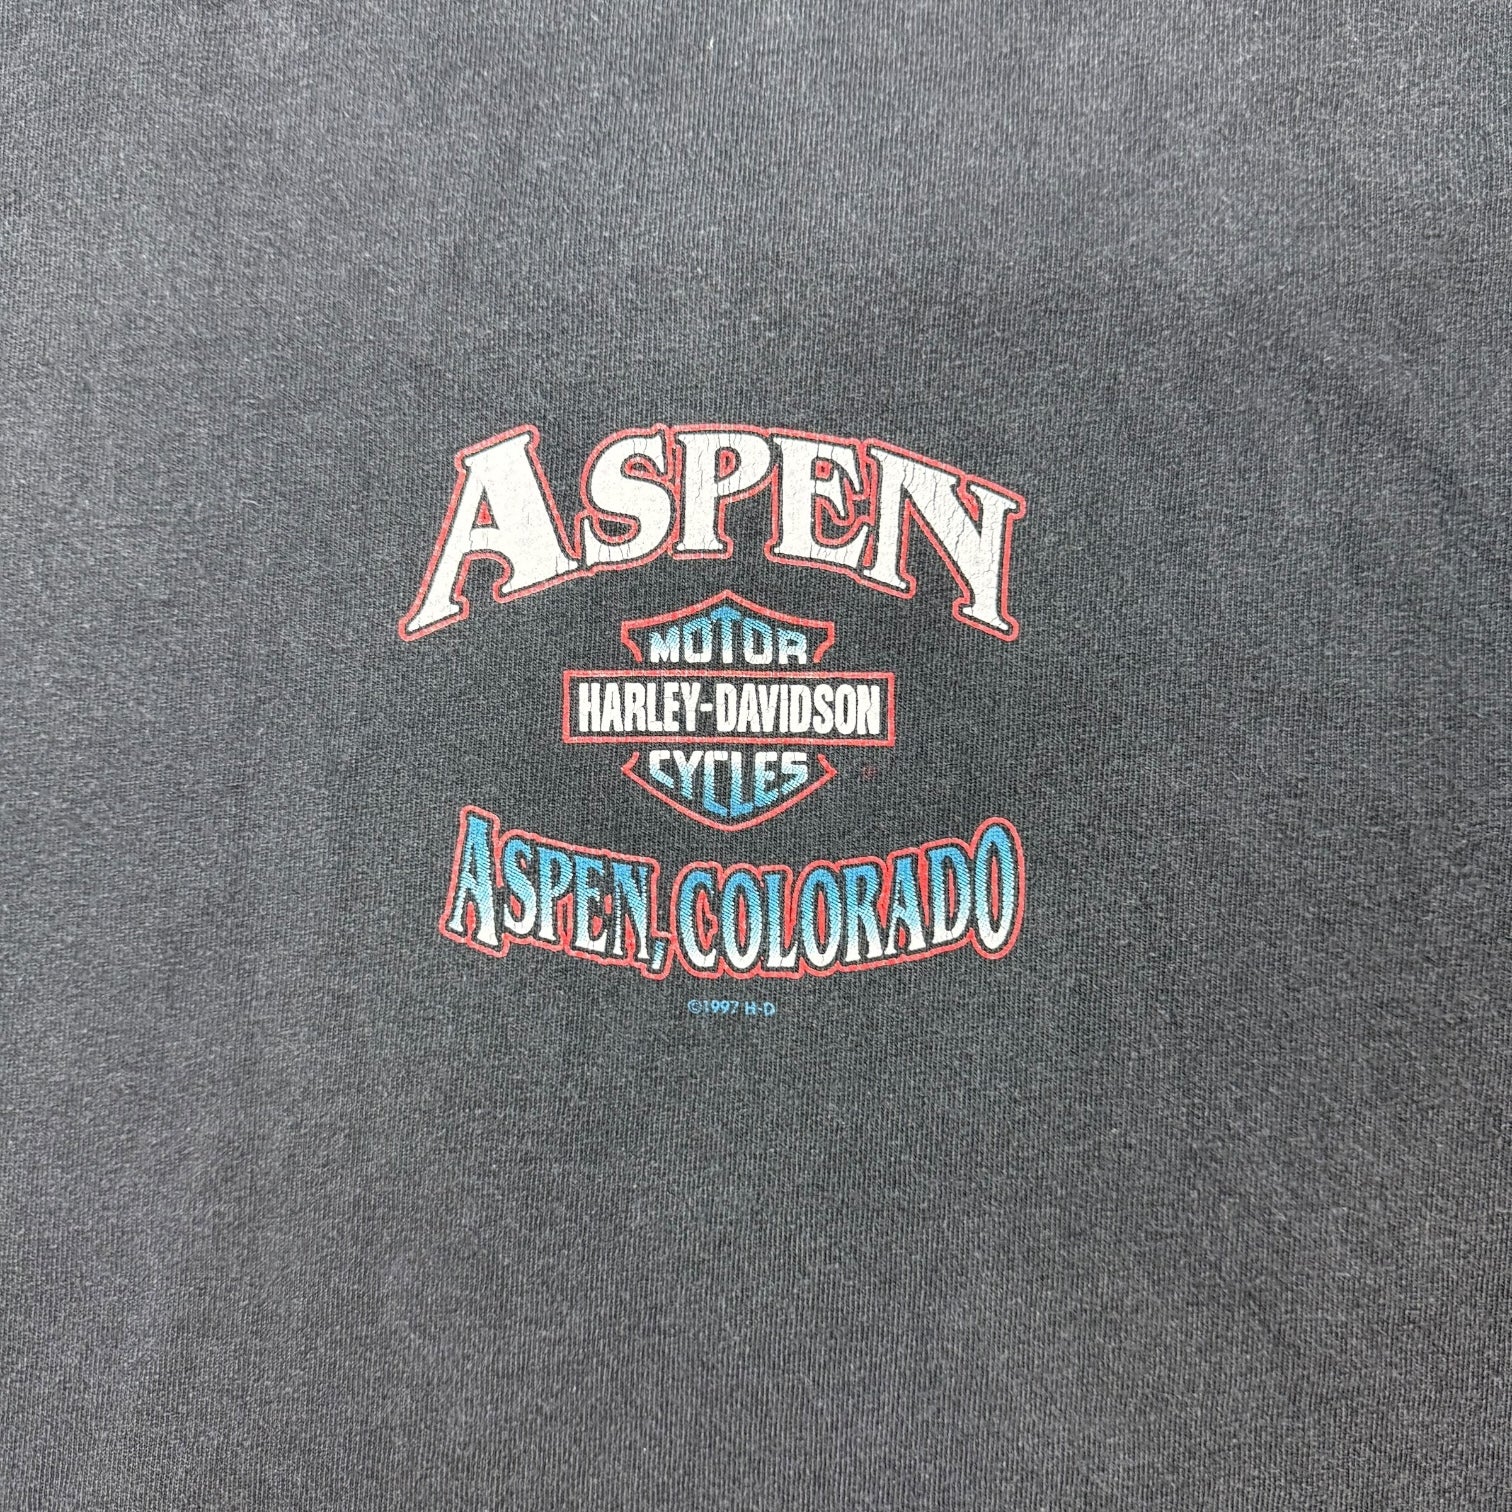 ASPEN
MOTOR
HARLEY-DAVIDSON
CYCLES
ASPEN, COLORADO
©1997 H-D